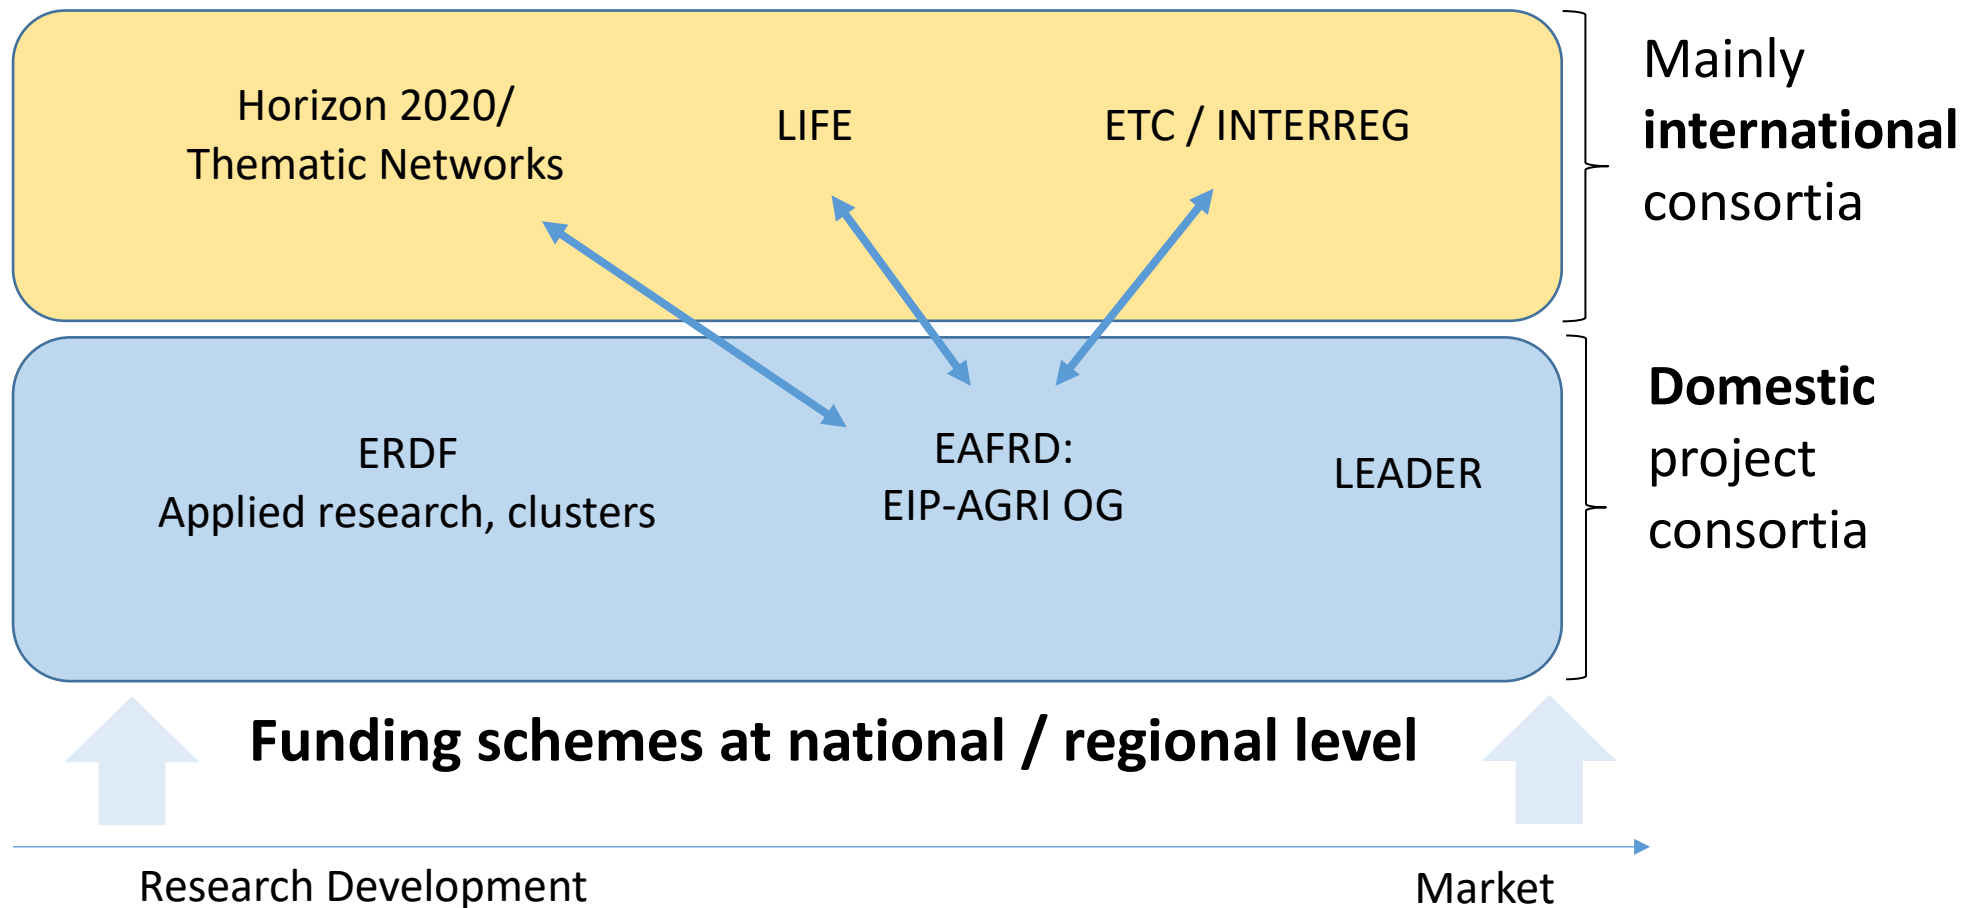 Horizon 2020/
Thematic Networks
LIFE
ETC / INTERREG
Mainly
international
consortia
ERDF
Applied research, clusters
EAFRD:
EIP-AGRI OG
LEADER
Domestic
project
consortia
Funding schemes at national / regional level
Research Development
Market